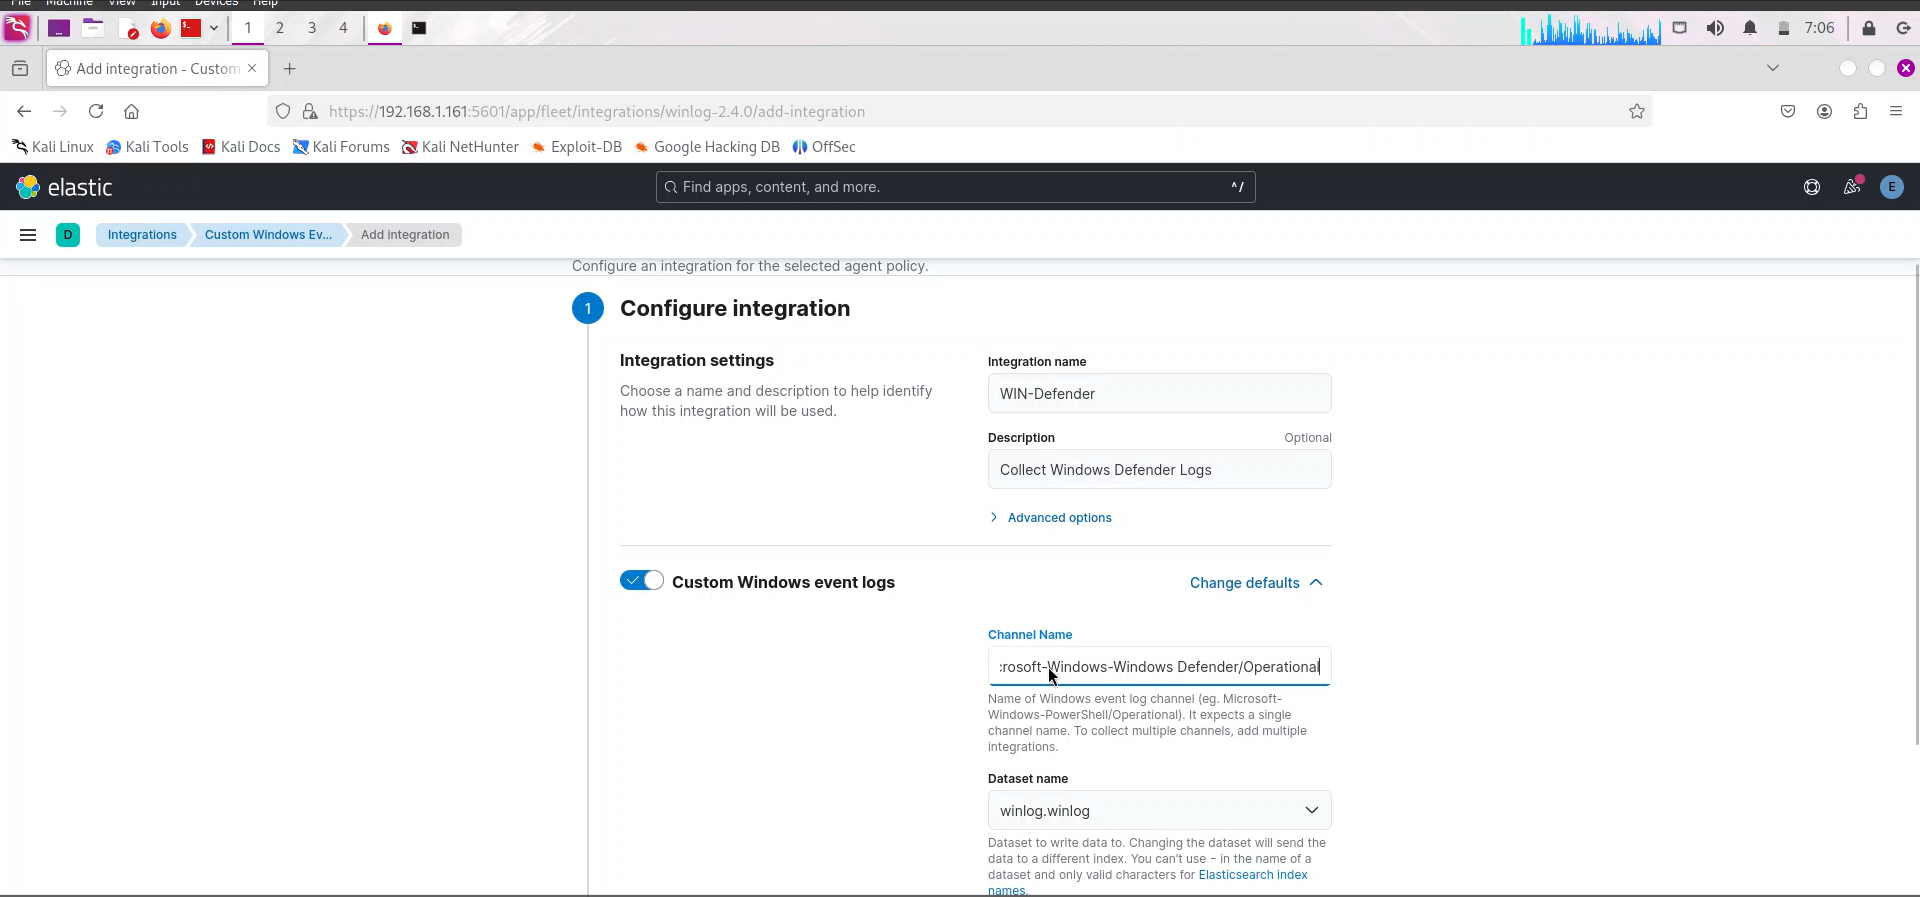 File Machine View Input Devices Help
1 2 3 4 7:06
Add integration - Custom
https://192.168.1.161:5601/app/fleet/integrations/winlog-2.4.0/add-integration
Kali Linux Kali Tools Kali Docs Kali Forums Kali NetHunter Exploit-DB Google Hacking DB OffSec
elastic Find apps, content, and more. ^/ E
D Integrations Custom Windows Ev... Add integration
Configure an integration for the selected agent policy.
1 Configure integration
Integration settings
Choose a name and description to help identify
how this integration will be used.
Integration name
WIN-Defender
Description Optional
Collect Windows Defender Logs
Advanced options
Custom Windows event logs Change defaults
Channel Name
crosoft-Windows-Windows Defender/Operational
Name of Windows event log channel (eg. Microsoft-
Windows-PowerShell/Operational). It expects a single
channel name. To collect multiple channels, add multiple
integrations.
Dataset name
winlog.winlog
Dataset to write data to. Changing the dataset will send the
data to a different index. You can't use - in the name of a
dataset and only valid characters for Elasticsearch index
names.